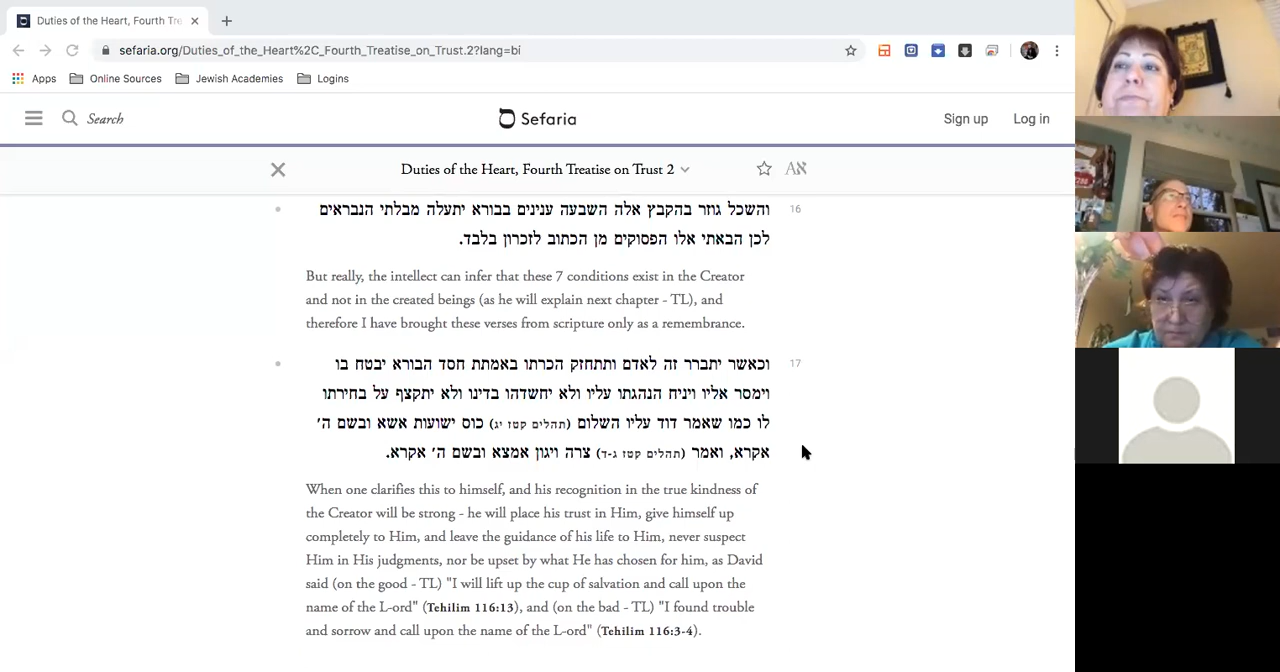 Duties of the Heart, Fourth Tre
sefaria.org/Duties_of_the_Heart%2C_Fourth_Treatise_on_Trust.2?lang=bi
Apps Online Sources Jewish Academies Logins
Search Sefaria Sign up Log in
Duties of the Heart, Fourth Treatise on Trust 2 Aא
והשכל גוזר בהקבץ אלה השבעה ענינים בבורא יתעלה מבלתי הנבראים 16
לכן הבאתי אלו הפסוקים מן הכתוב לזכרון בלבד.
But really, the intellect can infer that these 7 conditions exist in the Creator
and not in the created beings (as he will explain next chapter - TL), and
therefore I have brought these verses from scripture only as a remembrance.
וכאשר יתברר זה לאדם ותתחזק הכרתו באמתת חסד הבורא יבטח בו 17
וימסר אליו ויניח הנהגתו עליו ולא יחשדהו בדינו ולא יתקצף על בחירתו
לו כמו שאמר דוד עליו השלום (תהלים קטז יג) כוס ישועות אשא ובשם ה׳
אקרא, ואמר (תהלים קטז ג-ד) צרה ויגון אמצא ובשם ה׳ אקרא.
When one clarifies this to himself, and his recognition in the true kindness of
the Creator will be strong - he will place his trust in Him, give himself up
completely to Him, and leave the guidance of his life to Him, never suspect
Him in His judgments, nor be upset by what He has chosen for him, as David
said (on the good - TL) "I will lift up the cup of salvation and call upon the
name of the L-ord" (Tehilim 116:13), and (on the bad - TL) "I found trouble
and sorrow and call upon the name of the L-ord" (Tehilim 116:3-4).